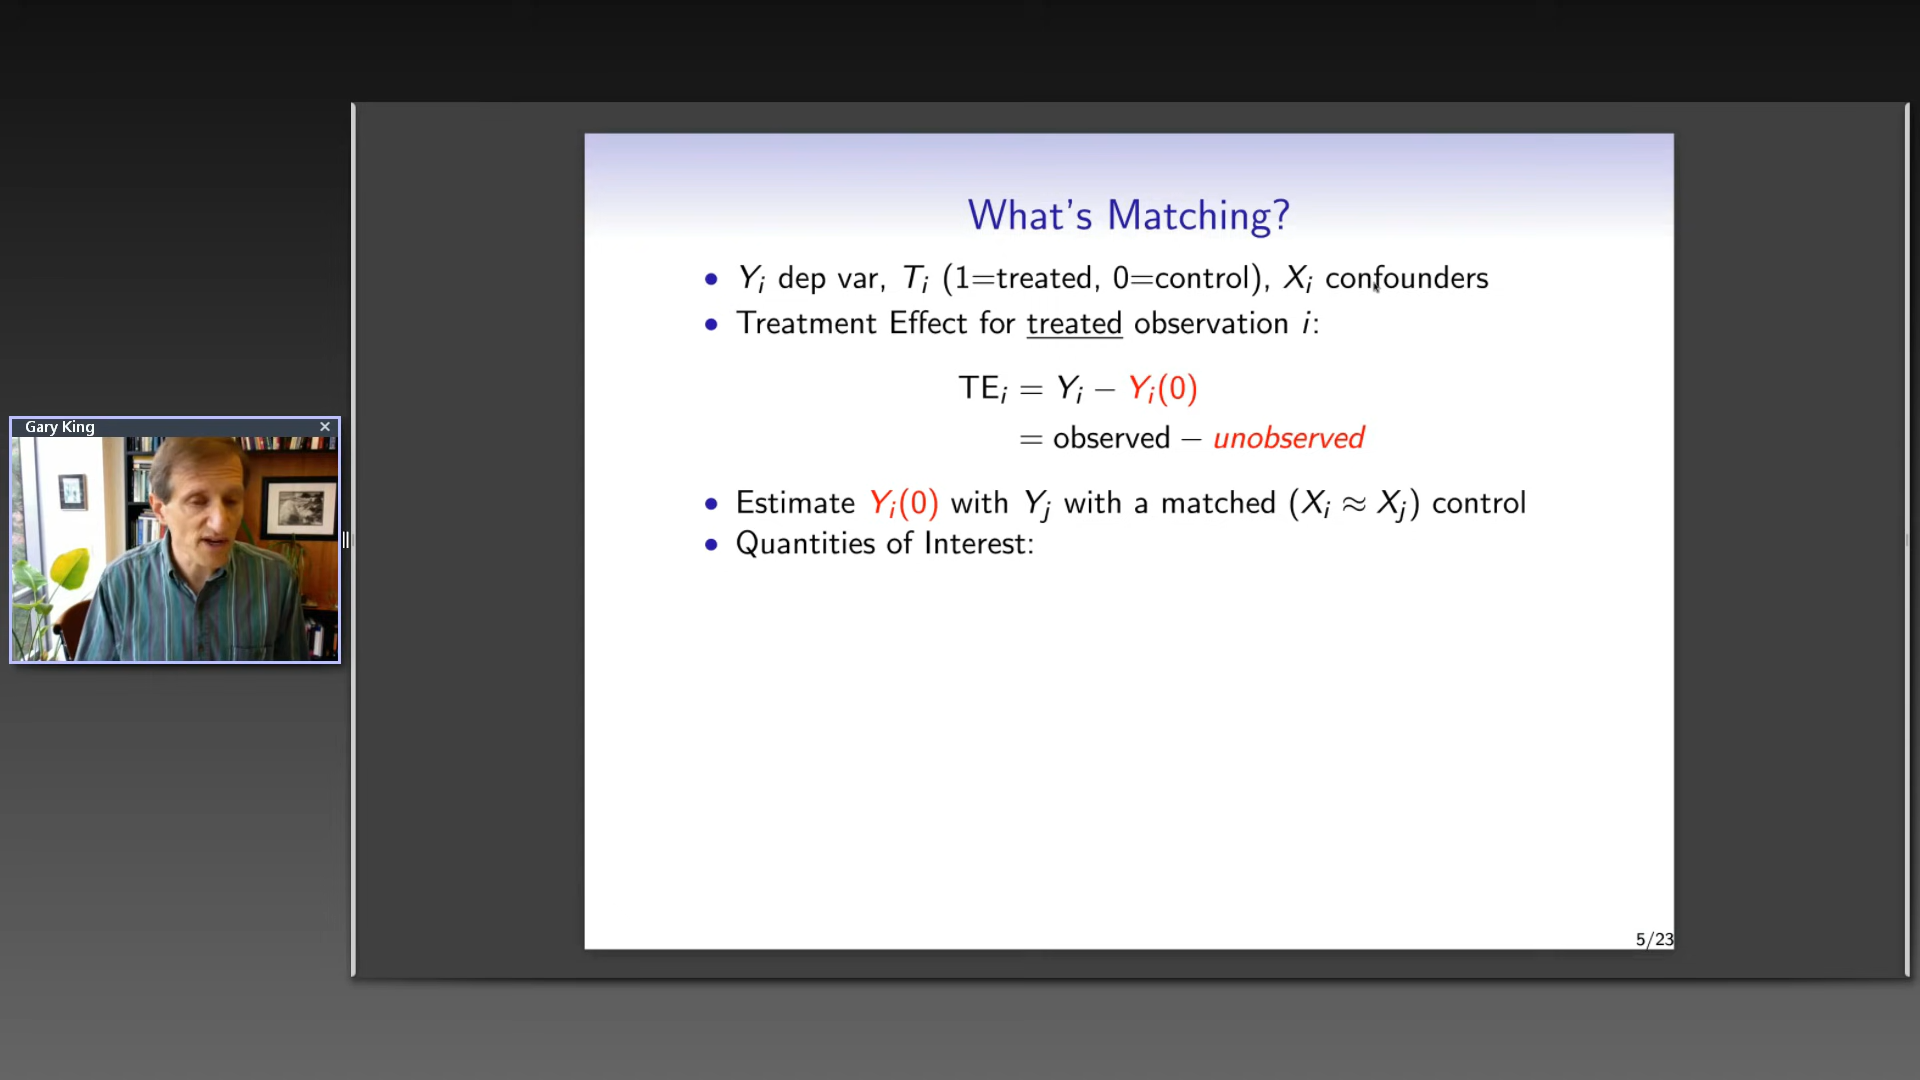 What's Matching?
• Yᵢ dep var, Tᵢ (1=treated, 0=control), Xᵢ confounders
• Treatment Effect for treated observation i:
TEᵢ = Yᵢ − Yᵢ(0)
= observed − unobserved
Gary King
• Estimate Yᵢ(0) with Yⱼ with a matched (Xᵢ ≈ Xⱼ) control
• Quantities of Interest:
5/23